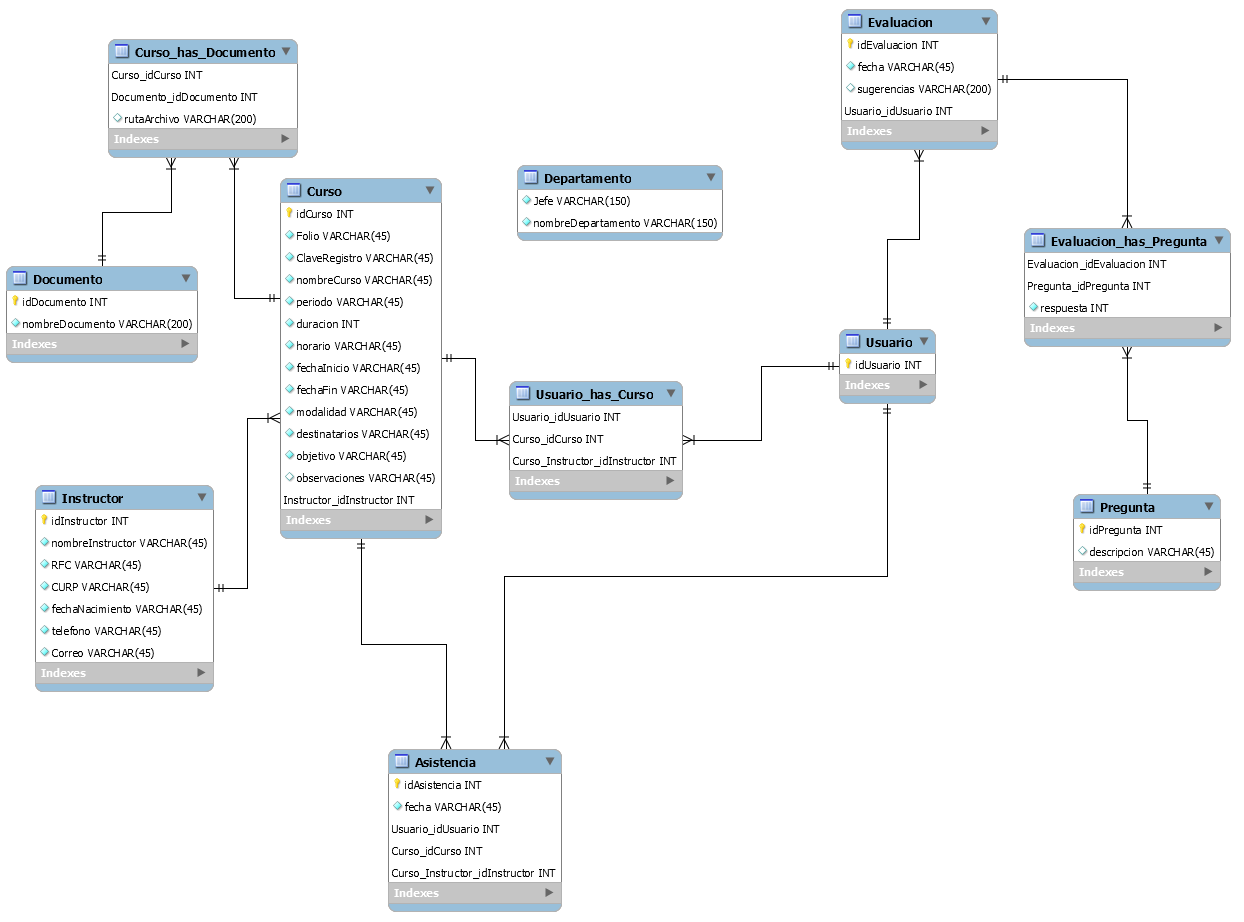 Curso_has_Documento
Curso_idCurso INT
Documento_idDocumento INT
rutaArchivo VARCHAR(200)
Indexes
Evaluacion
idEvaluacion INT
fecha VARCHAR(45)
sugerencias VARCHAR(200)
Usuario_idUsuario INT
Indexes
Departamento
Jefe VARCHAR(150)
nombreDepartamento VARCHAR(150)
Curso
idCurso INT
Folio VARCHAR(45)
ClaveRegistro VARCHAR(45)
nombreCurso VARCHAR(45)
periodo VARCHAR(45)
duracion INT
horario VARCHAR(45)
fechaInicio VARCHAR(45)
fechaFin VARCHAR(45)
modalidad VARCHAR(45)
destinatarios VARCHAR(45)
objetivo VARCHAR(45)
observaciones VARCHAR(45)
Instructor_idInstructor INT
Indexes
Evaluacion_has_Pregunta
Evaluacion_idEvaluacion INT
Pregunta_idPregunta INT
respuesta INT
Indexes
Documento
idDocumento INT
nombreDocumento VARCHAR(200)
Indexes
Usuario
idUsuario INT
Indexes
Usuario_has_Curso
Usuario_idUsuario INT
Curso_idCurso INT
Curso_Instructor_idInstructor INT
Indexes
Instructor
idInstructor INT
nombreInstructor VARCHAR(45)
RFC VARCHAR(45)
CURP VARCHAR(45)
fechaNacimiento VARCHAR(45)
telefono VARCHAR(45)
Correo VARCHAR(45)
Indexes
Pregunta
idPregunta INT
descripcion VARCHAR(45)
Indexes
Asistencia
idAsistencia INT
fecha VARCHAR(45)
Usuario_idUsuario INT
Curso_idCurso INT
Curso_Instructor_idInstructor INT
Indexes